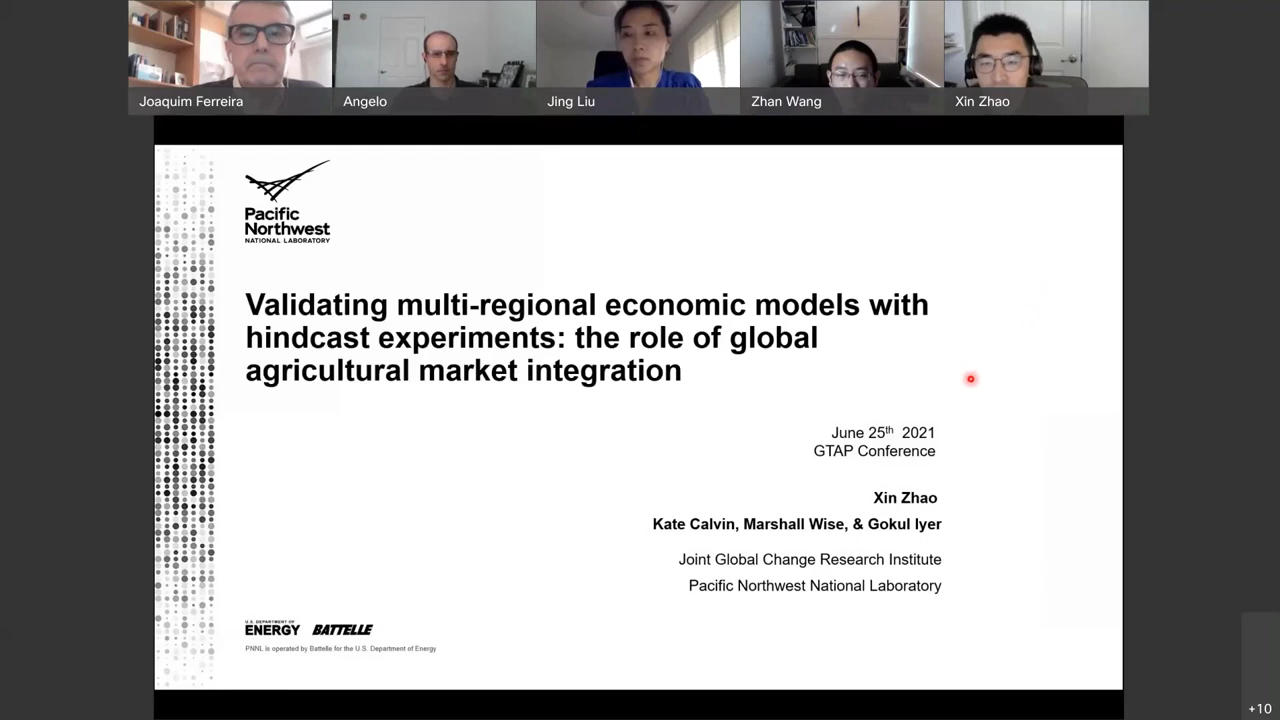 Joaquim Ferreira
Angelo
Jing Liu
Zhan Wang
Xin Zhao
Pacific
Northwest
NATIONAL LABORATORY
Validating multi-regional economic models with
hindcast experiments: the role of global
agricultural market integration
June 25th 2021
GTAP Conference
Xin Zhao
Kate Calvin, Marshall Wise, & Gokul Iyer
Joint Global Change Research Institute
Pacific Northwest National Laboratory
U.S. DEPARTMENT OF
ENERGY BATTELLE
PNNL is operated by Battelle for the U.S. Department of Energy
+10